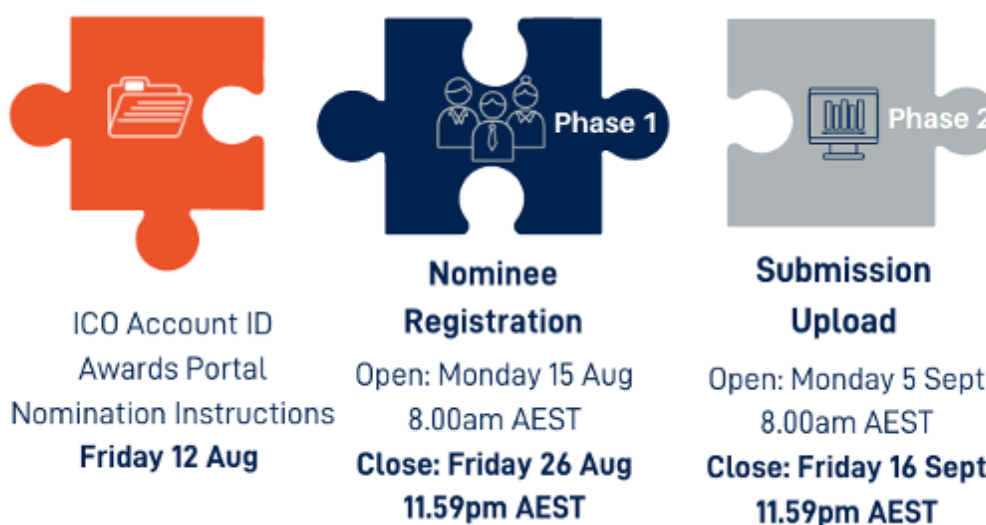 Phase 1
Phase 2
ICO Account ID
Awards Portal
Nomination Instructions
Friday 12 Aug
Nominee
Registration
Open: Monday 15 Aug
8.00am AEST
Close: Friday 26 Aug
11.59pm AEST
Submission
Upload
Open: Monday 5 Sept
8.00am AEST
Close: Friday 16 Sept
11.59pm AEST